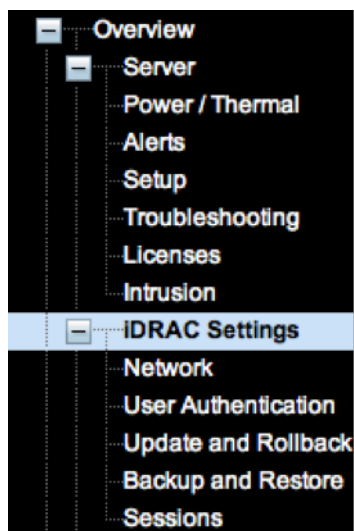 Overview
Server
Power / Thermal
Alerts
Setup
Troubleshooting
Licenses
Intrusion
iDRAC Settings
Network
User Authentication
Update and Rollback
Backup and Restore
Sessions